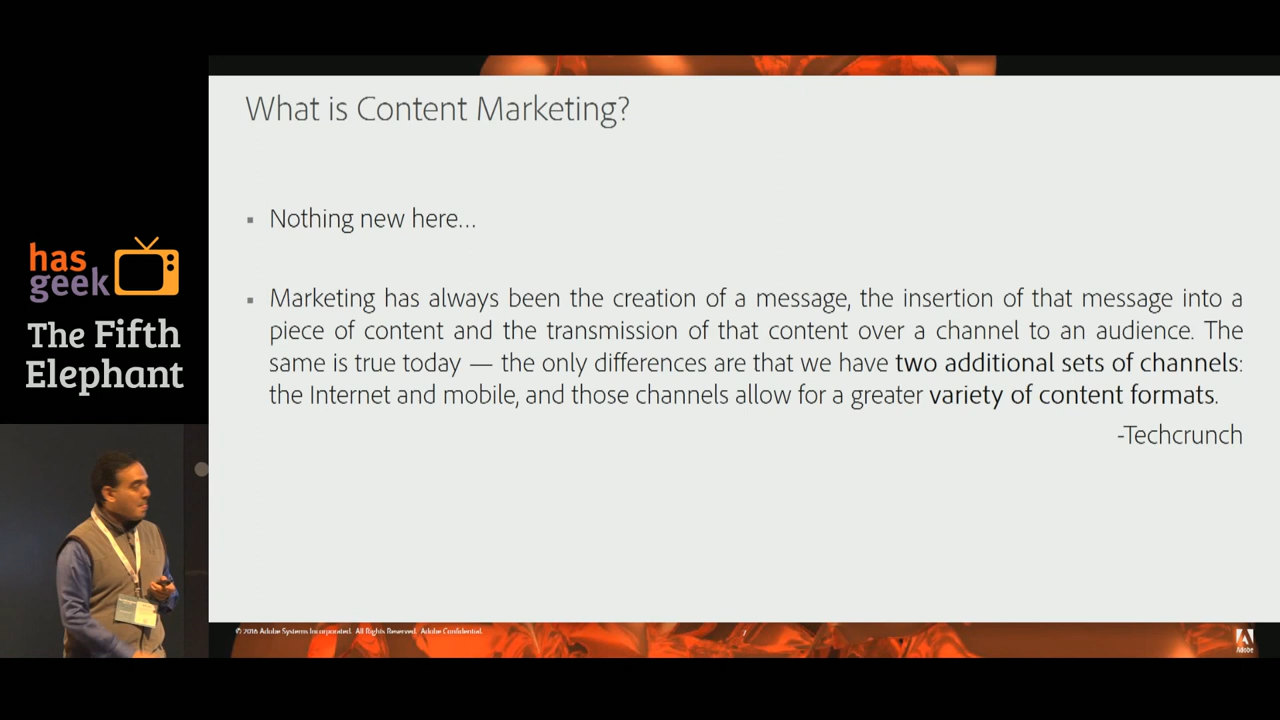 has
geek
The Fifth
Elephant
What is Content Marketing?
Nothing new here...
Marketing has always been the creation of a message, the insertion of that message into a
piece of content and the transmission of that content over a channel to an audience. The
same is true today — the only differences are that we have two additional sets of channels:
the Internet and mobile, and those channels allow for a greater variety of content formats.
-Techcrunch
© 2016 Adobe Systems Incorporated. All Rights Reserved. Adobe Confidential.
7
Adobe